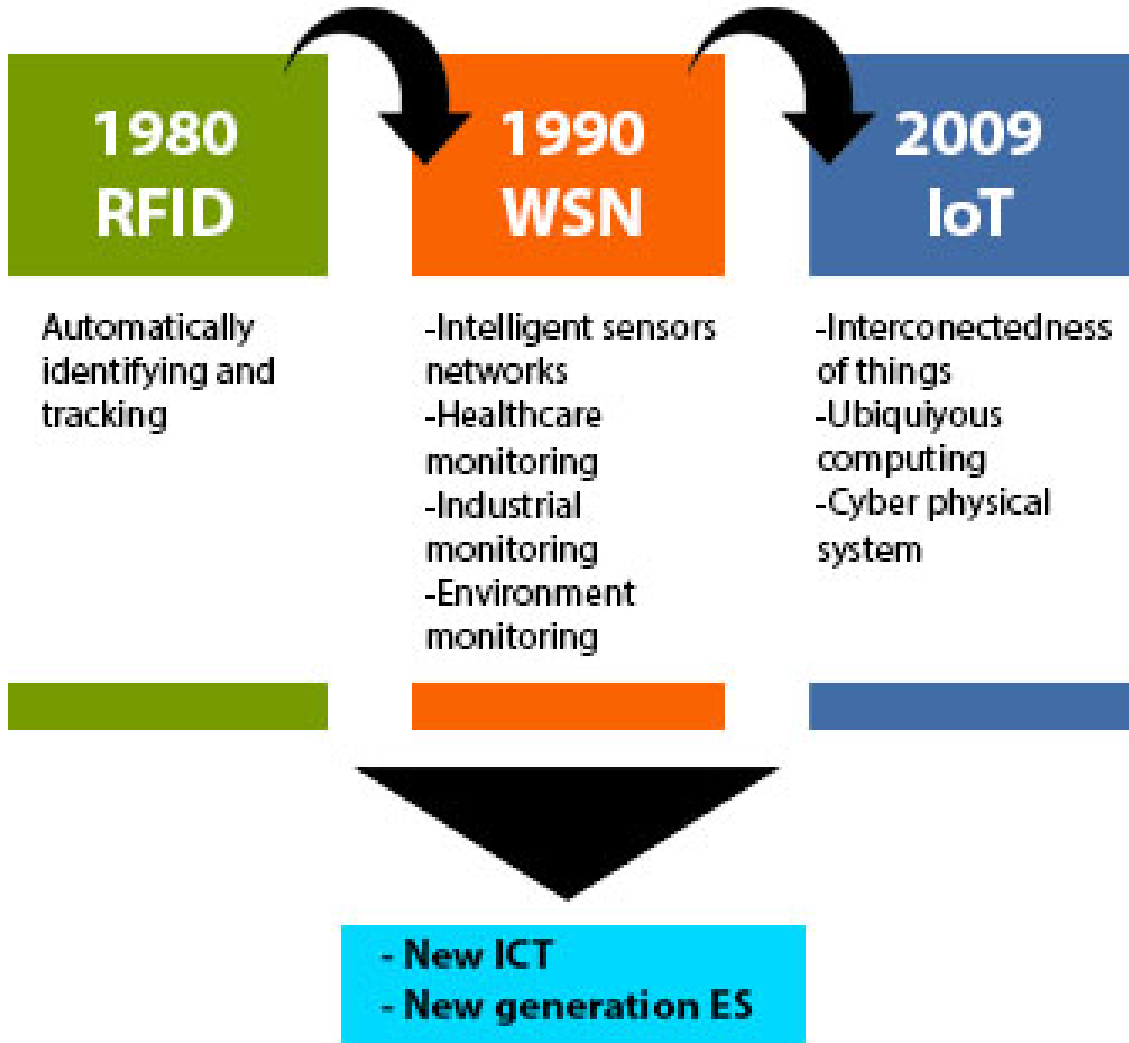 1980
RFID
Automatically
identifying and
tracking
1990
WSN
-Intelligent sensors
networks
-Healthcare
monitoring
-Industrial
monitoring
-Environment
monitoring
2009
IoT
-Interconectedness
of things
-Ubiquiyous
computing
-Cyber physical
system
- New ICT
- New generation ES